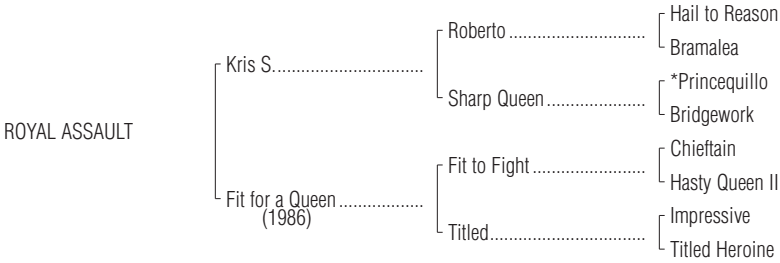 Hail to Reason
Roberto ..............................
Bramalea
Kris S.................................
*Princequillo
Sharp Queen ......................
Bridgework
ROYAL ASSAULT
Chieftain
Fit to Fight .........................
Hasty Queen II
Fit for a Queen ...................
(1986)
Impressive
Titled...................................
Titled Heroine